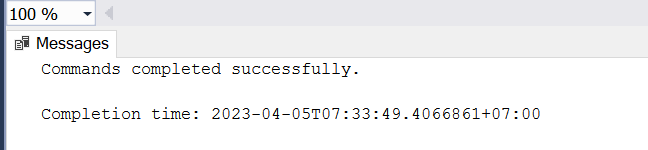 100 %
Messages
Commands completed successfully.
Completion time: 2023-04-05T07:33:49.4066861+07:00